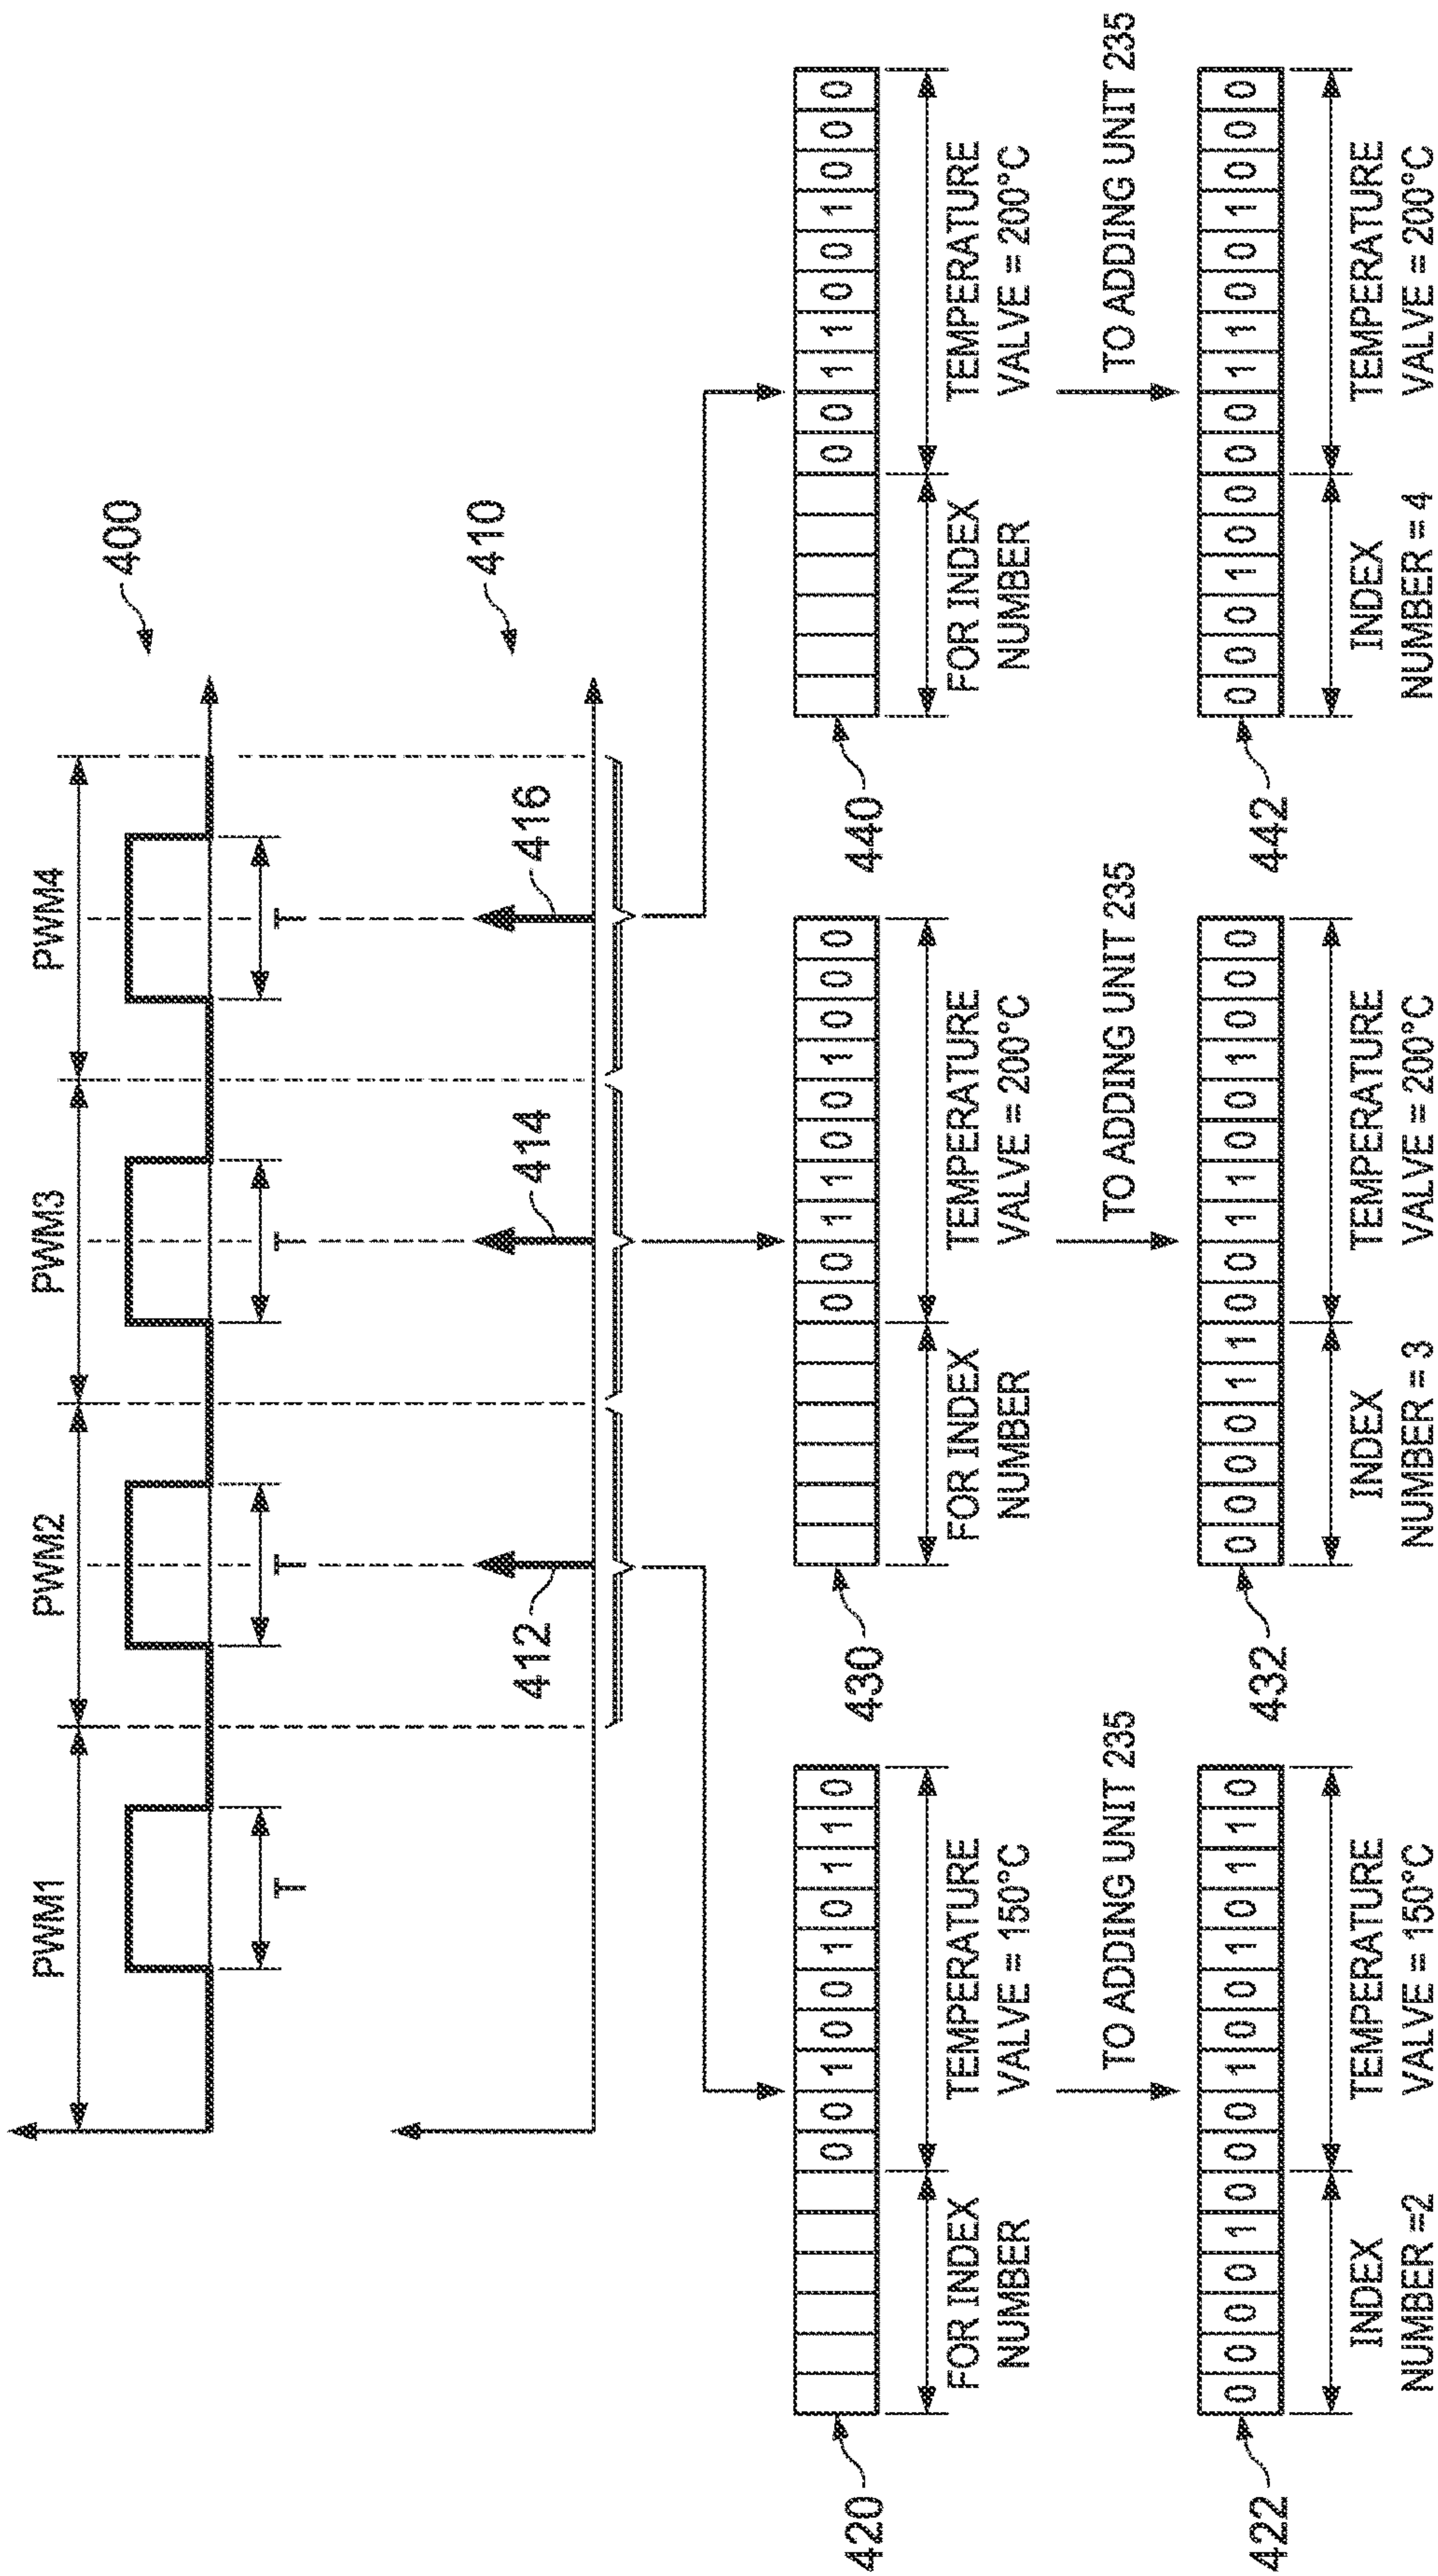 PWM1 PWM2 PWM3 PWM4
400
T T T T
410
412 414 416
420 0 0 1 0 0 1 0 1 1 0
430 0 0 1 1 0 0 1 0 0 0
440 0 0 1 1 0 0 1 0 0 0
FOR INDEX
NUMBER
TEMPERATURE
VALVE = 150°C
FOR INDEX
NUMBER
TEMPERATURE
VALVE = 200°C
FOR INDEX
NUMBER
TEMPERATURE
VALVE = 200°C
TO ADDING UNIT 235
TO ADDING UNIT 235
TO ADDING UNIT 235
422 0 0 0 0 1 0 0 0 1 0 0 1 0 1 1 0
432 0 0 0 0 1 1 0 0 1 1 0 0 1 0 0 0
442 0 0 0 1 0 0 0 0 1 1 0 0 1 0 0 0
INDEX
NUMBER =2
TEMPERATURE
VALVE = 150°C
INDEX
NUMBER = 3
TEMPERATURE
VALVE = 200°C
INDEX
NUMBER = 4
TEMPERATURE
VALVE = 200°C